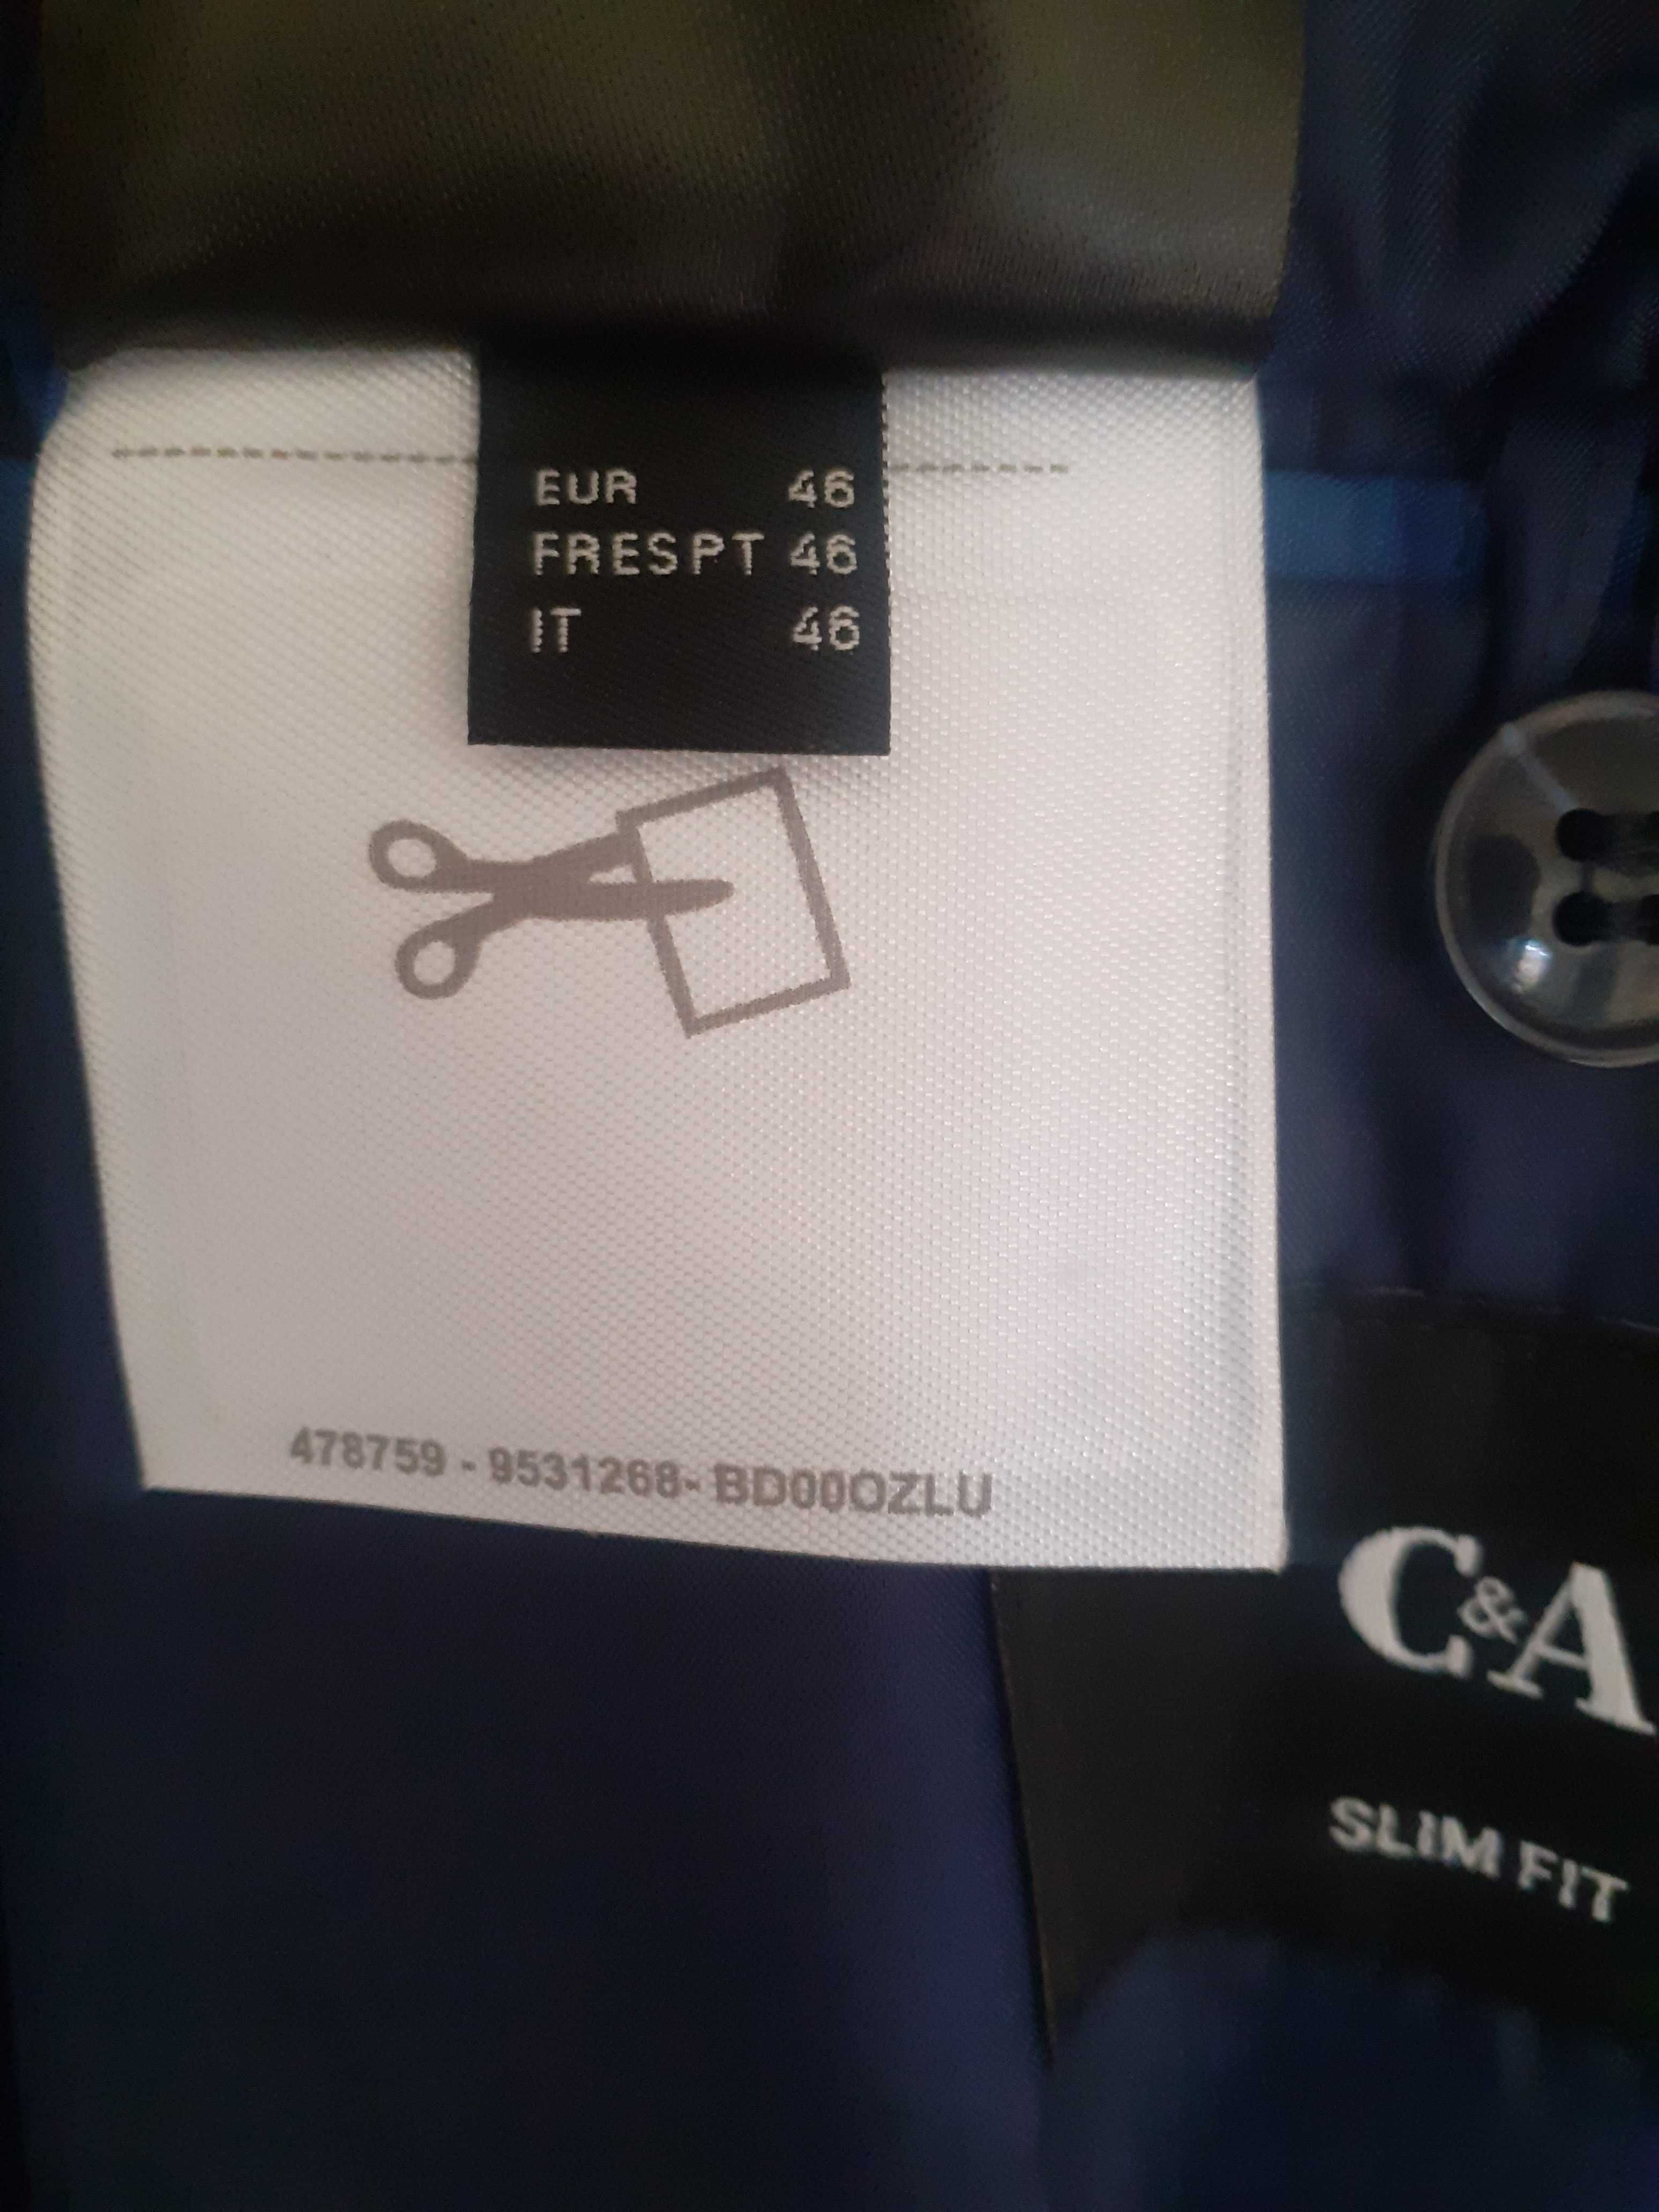 EUR 46
FRESPT 46
IT 46
478759 - 9531268- BD00OZLU
C&A
SLIM FIT